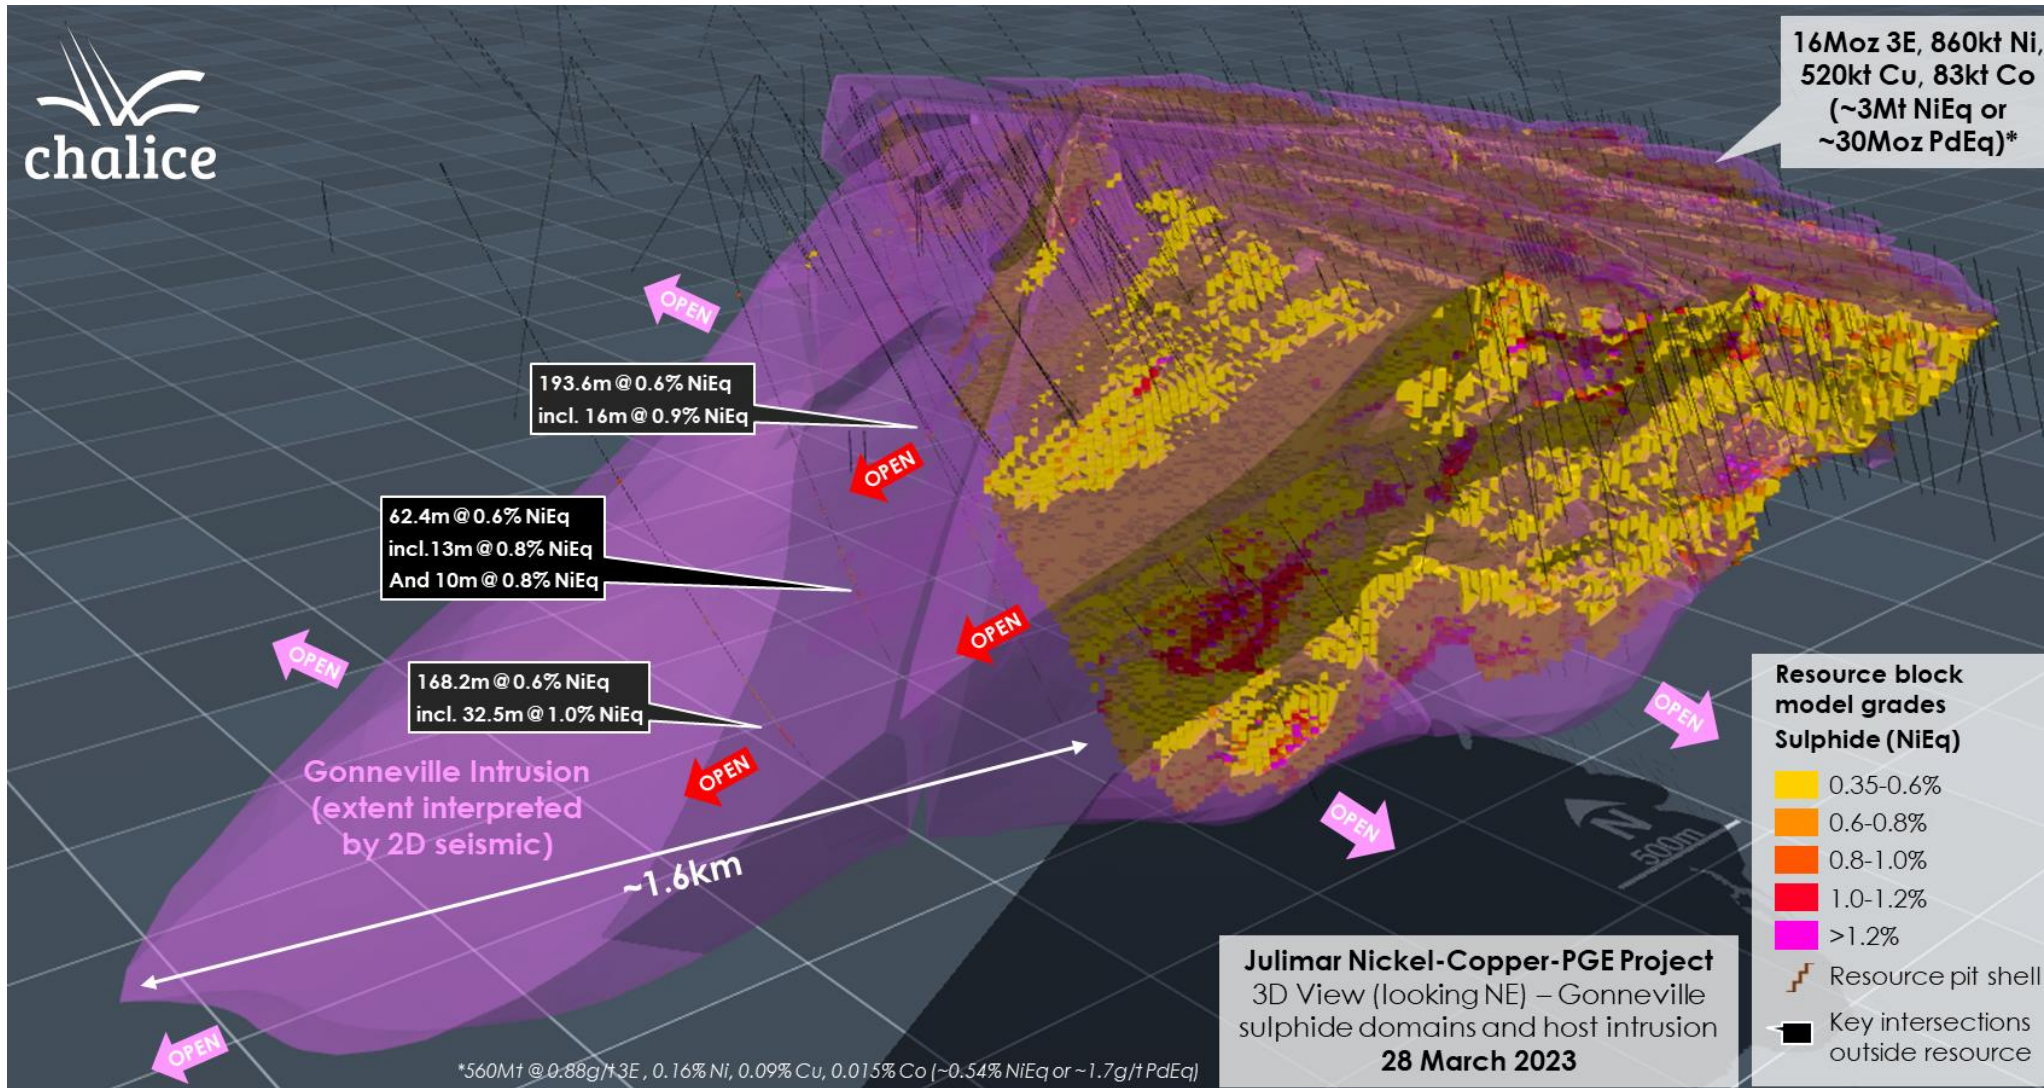 chalice
16Moz 3E, 860kt Ni,
520kt Cu, 83kt Co
(~3Mt NiEq or
~30Moz PdEq)*
OPEN
193.6m @ 0.6% NiEq
incl. 16m @ 0.9% NiEq
OPEN
62.4m @ 0.6% NiEq
incl.13m @ 0.8% NiEq
And 10m @ 0.8% NiEq
OPEN
OPEN
168.2m @ 0.6% NiEq
incl. 32.5m @ 1.0% NiEq
OPEN
Gonneville Intrusion
(extent interpreted
by 2D seismic)
~1.6km
OPEN
OPEN
OPEN
N
500m
Resource block
model grades
Sulphide (NiEq)
0.35-0.6%
0.6-0.8%
0.8-1.0%
1.0-1.2%
>1.2%
Resource pit shell
Key intersections
outside resource
Julimar Nickel-Copper-PGE Project
3D View (looking NE) – Gonneville
sulphide domains and host intrusion
28 March 2023
*560Mt @ 0.88g/t 3E , 0.16% Ni, 0.09% Cu, 0.015% Co (~0.54% NiEq or ~1.7g/t PdEq)